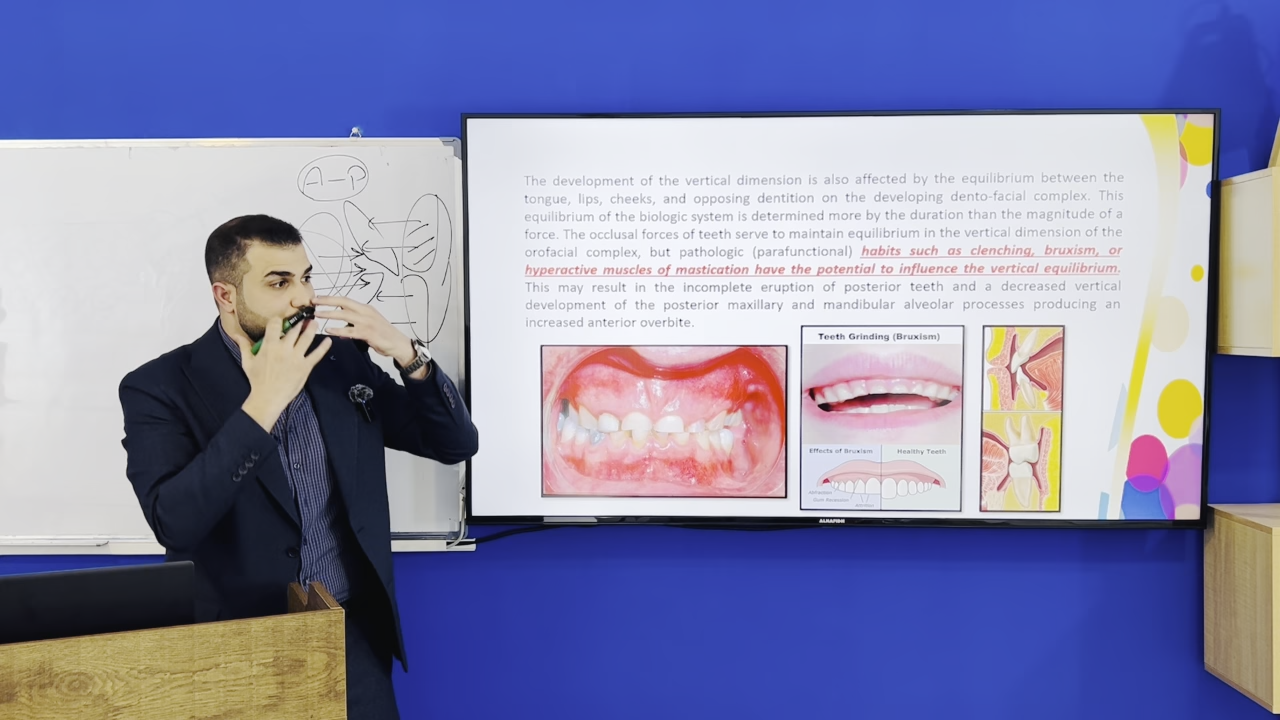 A-P
The development of the vertical dimension is also affected by the equilibrium between the
tongue, lips, cheeks, and opposing dentition on the developing dento-facial complex. This
equilibrium of the biologic system is determined more by the duration than the magnitude of a
force. The occlusal forces of teeth serve to maintain equilibrium in the vertical dimension of the
orofacial complex, but pathologic (parafunctional) habits such as clenching, bruxism, or
hyperactive muscles of mastication have the potential to influence the vertical equilibrium.
This may result in the incomplete eruption of posterior teeth and a decreased vertical
development of the posterior maxillary and mandibular alveolar processes producing an
increased anterior overbite.
Teeth Grinding (Bruxism)
Effects of Bruxism
Healthy Teeth
Gum Recession
ALHAFIDH